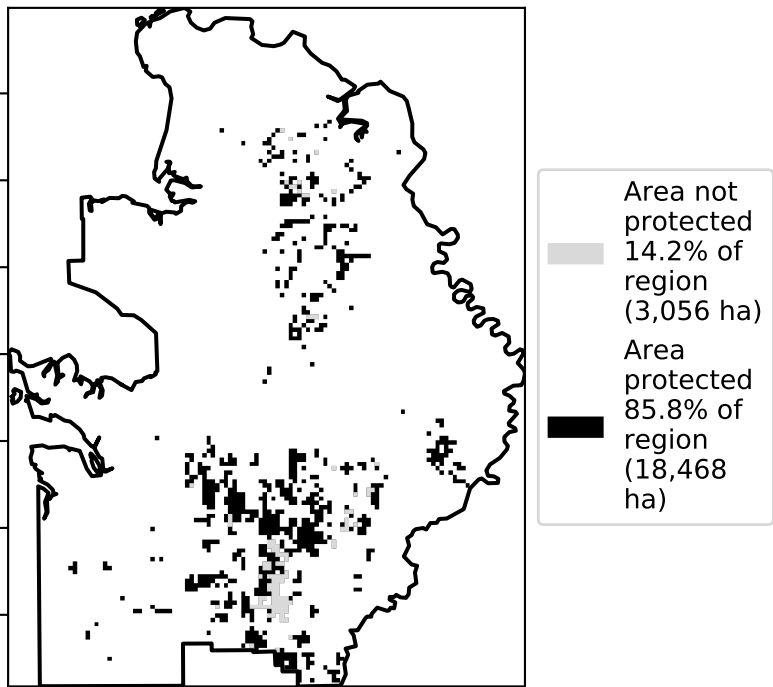 Area not
protected
14.2% of
region
(3,056 ha)
Area
protected
85.8% of
region
(18,468
ha)